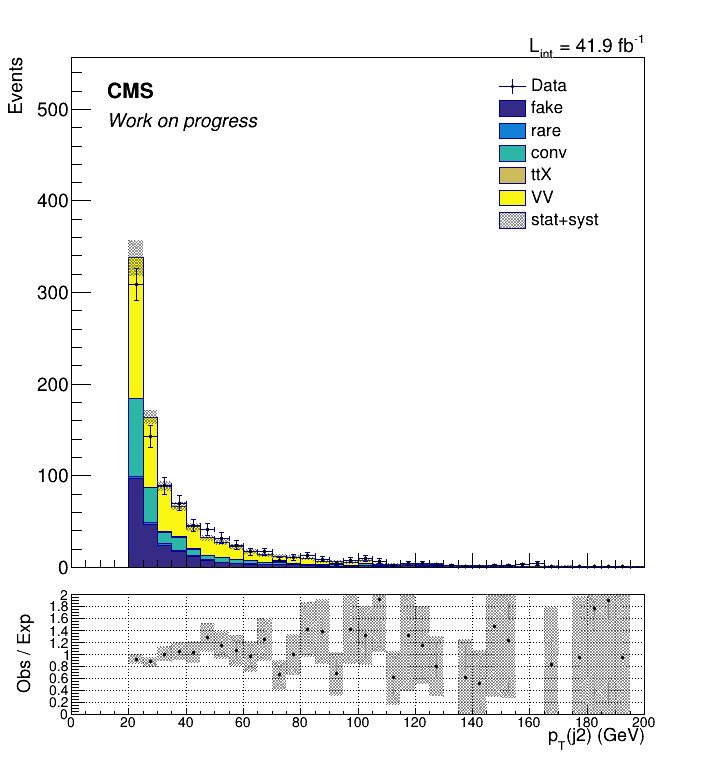 L_int = 41.9 fb^-1
Events
CMS
Work on progress
Data
fake
rare
conv
ttX
VV
stat+syst
500
400
300
200
100
0
Obs / Exp
2
1.8
1.6
1.4
1.2
1
0.8
0.6
0.4
0.2
0
0 20 40 60 80 100 120 140 160 180 200
p_T(j2) (GeV)